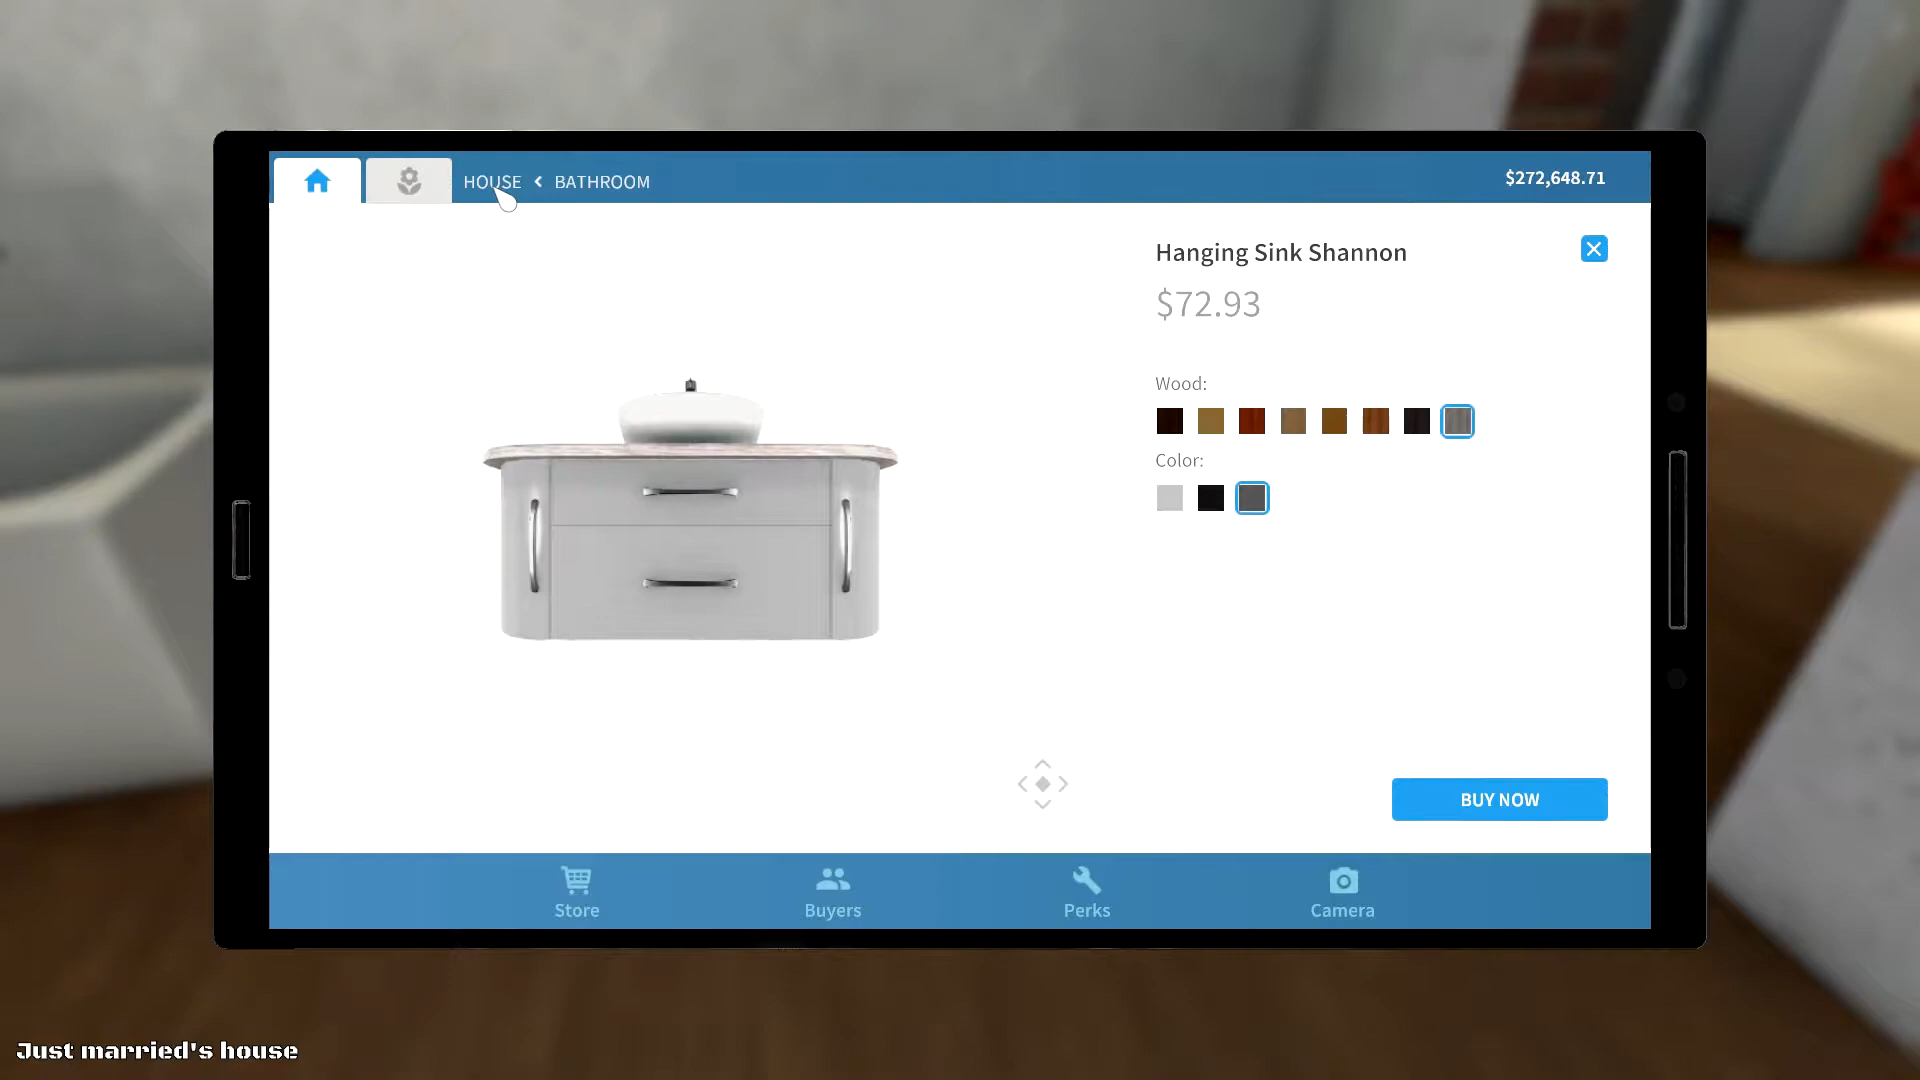 HOUSE < BATHROOM
$272,648.71
Hanging Sink Shannon
$72.93
Wood:
Color:
BUY NOW
Store
Buyers
Perks
Camera
Just married's house